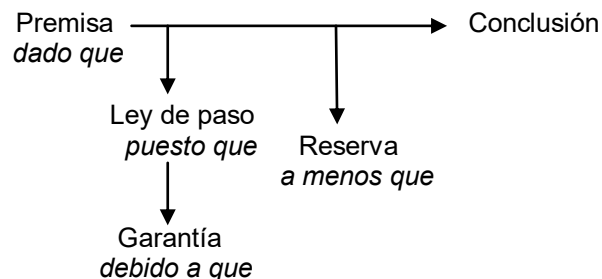 Premisa
dado que
Conclusión
Ley de paso
puesto que
Reserva
a menos que
Garantía
debido a que